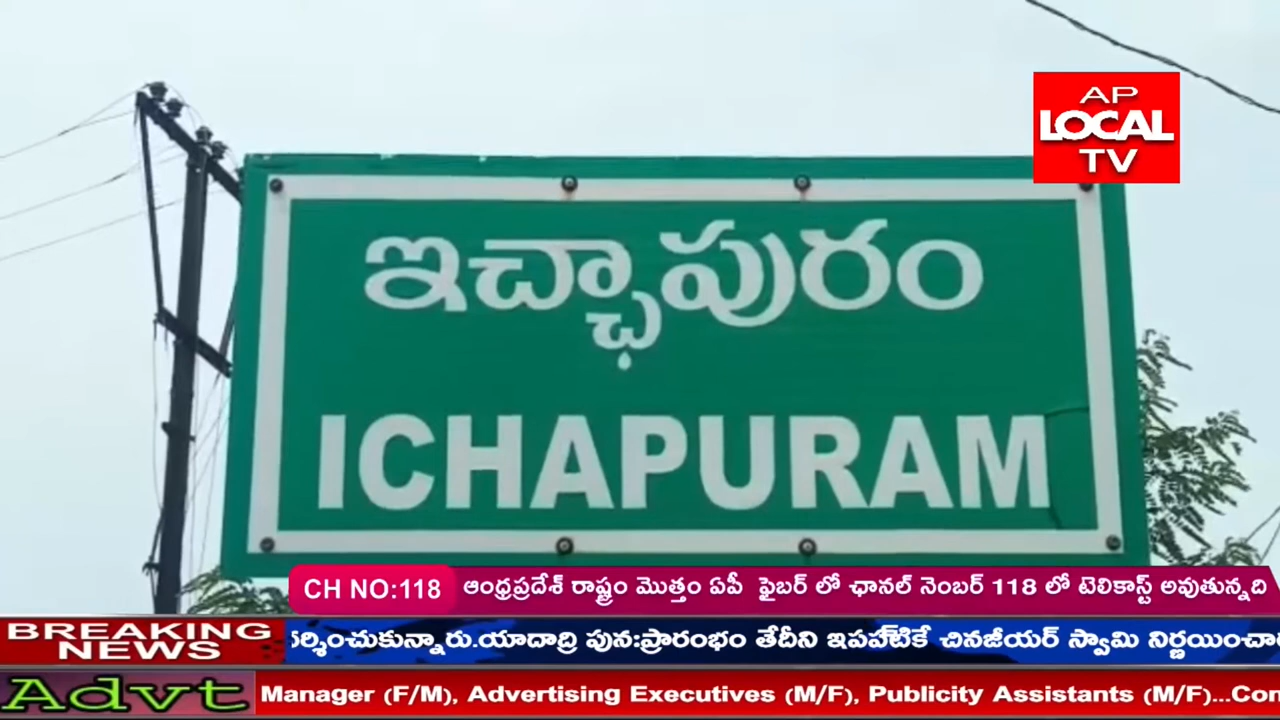 AP
LOCAL
TV
ఇచ్ఛాపురం
ICHAPURAM
CH NO:118 ఆంధ్రప్రదేశ్ రాష్ట్రం మొత్తం ఏపీ ఫైబర్ లో ఛానల్ నెంబర్ 118 లో టెలికాస్ట్ అవుతున్నది
BREAKING NEWS
పున:ప్రారంభం తేదీని ఇప్పటికే చినజీయర్ స్వామి
Advt Manager (F/M), Advertising Executives (M/F), Publicity Assistants (M/F)...Con